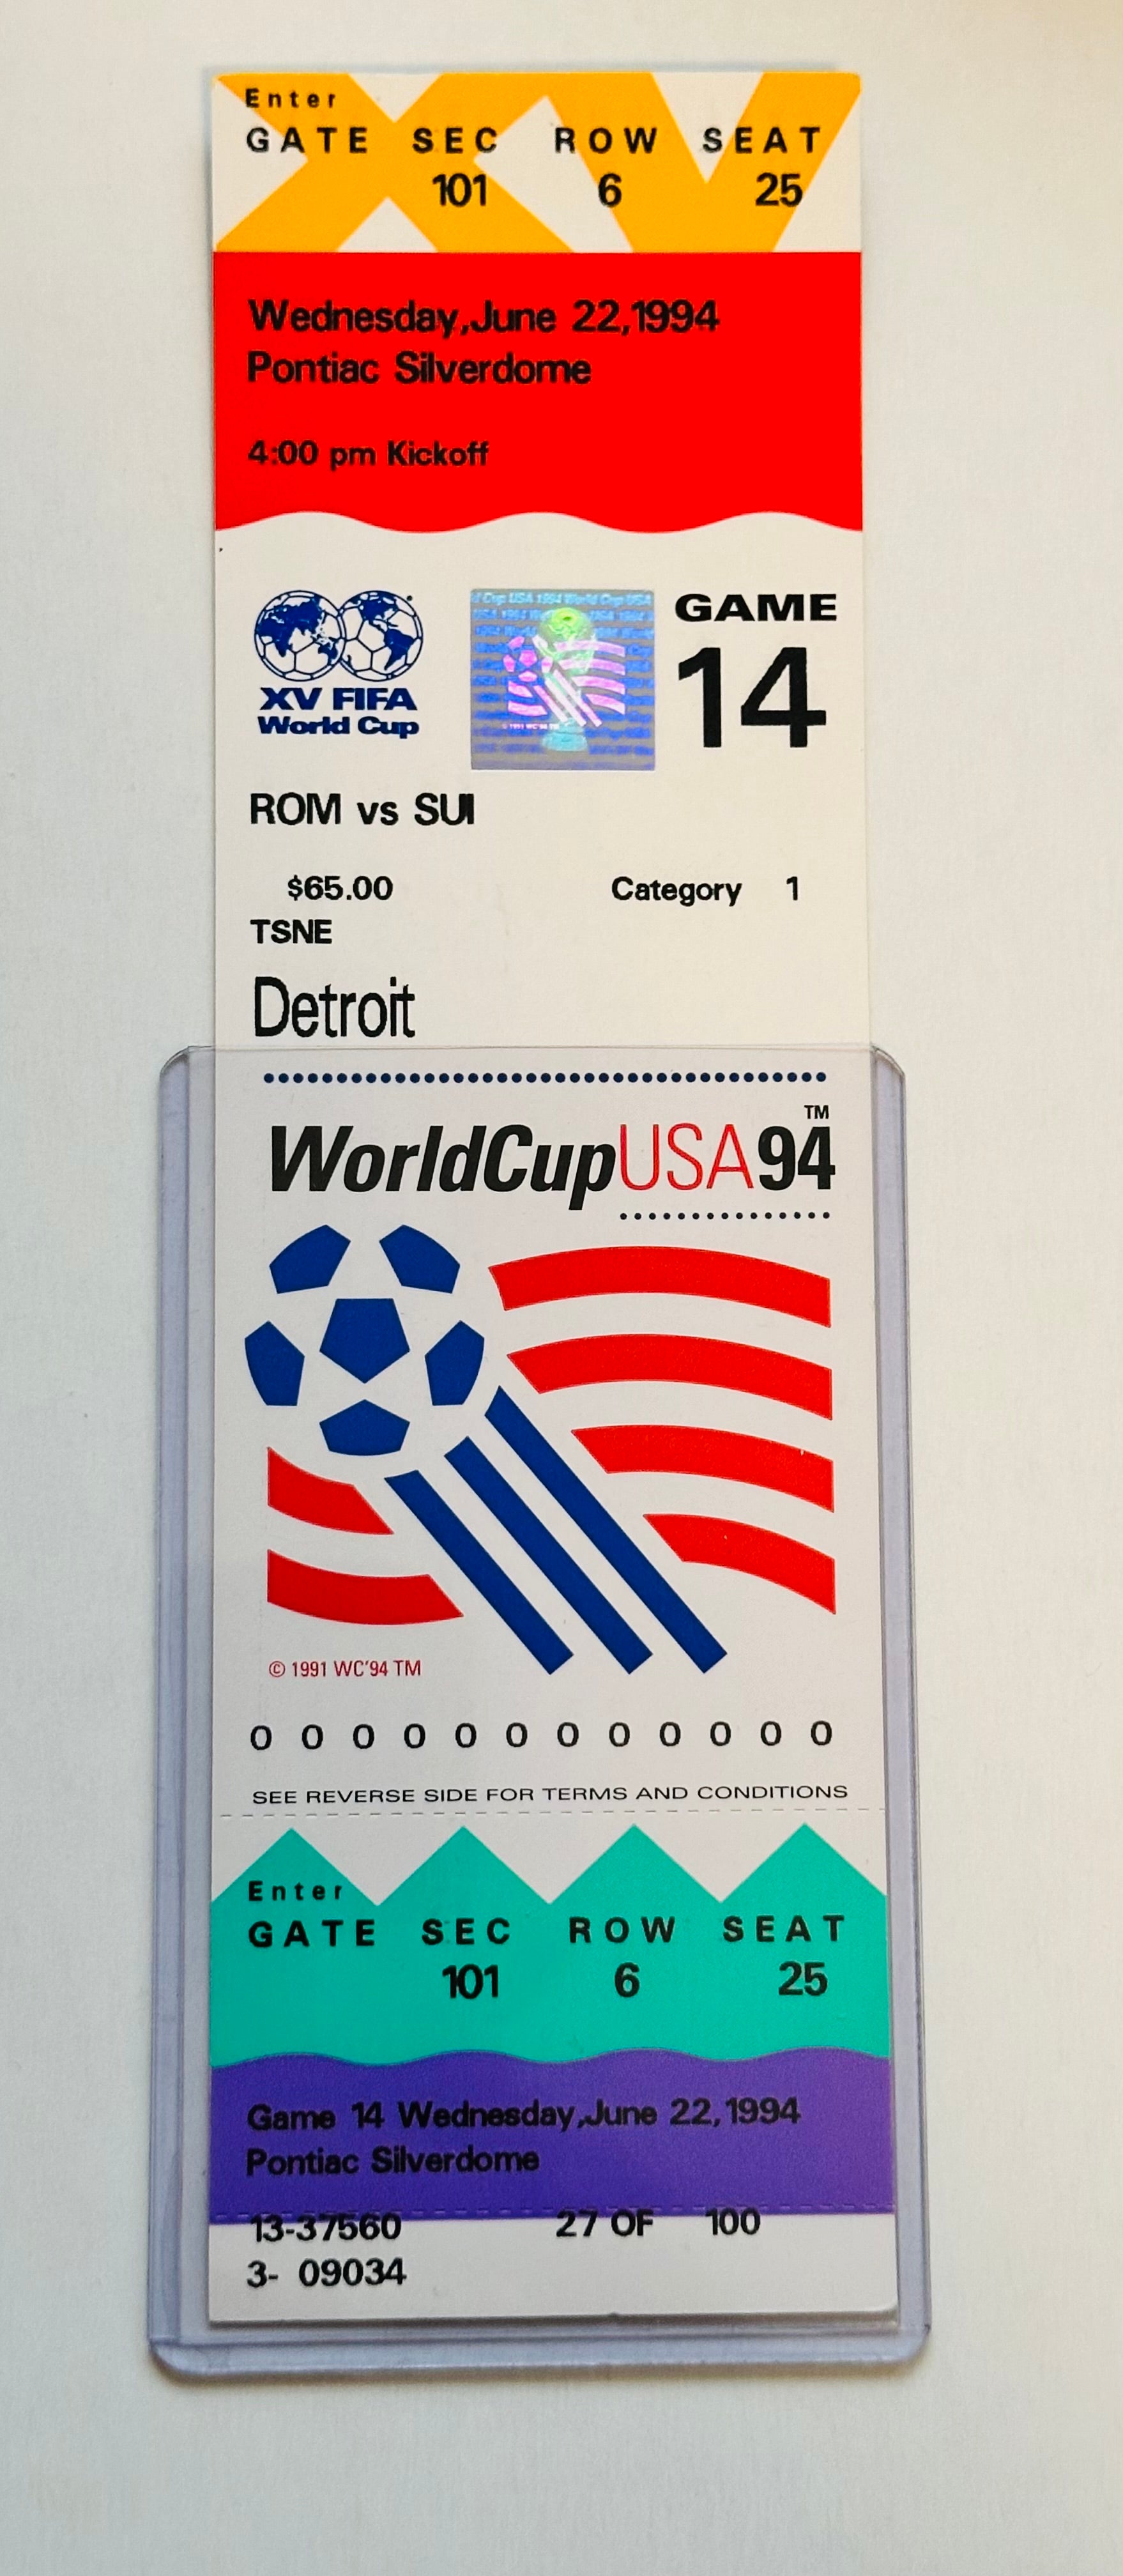 XV
Enter
GATE SEC ROW SEAT
101 6 25
Wednesday,June 22,1994
Pontiac Silverdome
4:00 pm Kickoff
XV FIFA
World Cup
GAME
14
ROM vs SUI
$65.00 Category 1
TSNE
Detroit
WorldCupUSA94 TM
© 1991 WC'94 TM
0 0 0 0 0 0 0 0 0 0 0 0
SEE REVERSE SIDE FOR TERMS AND CONDITIONS
Enter
GATE SEC ROW SEAT
101 6 25
Game 14 Wednesday,June 22,1994
Pontiac Silverdome
13-37560 27 OF 100
3- 09034